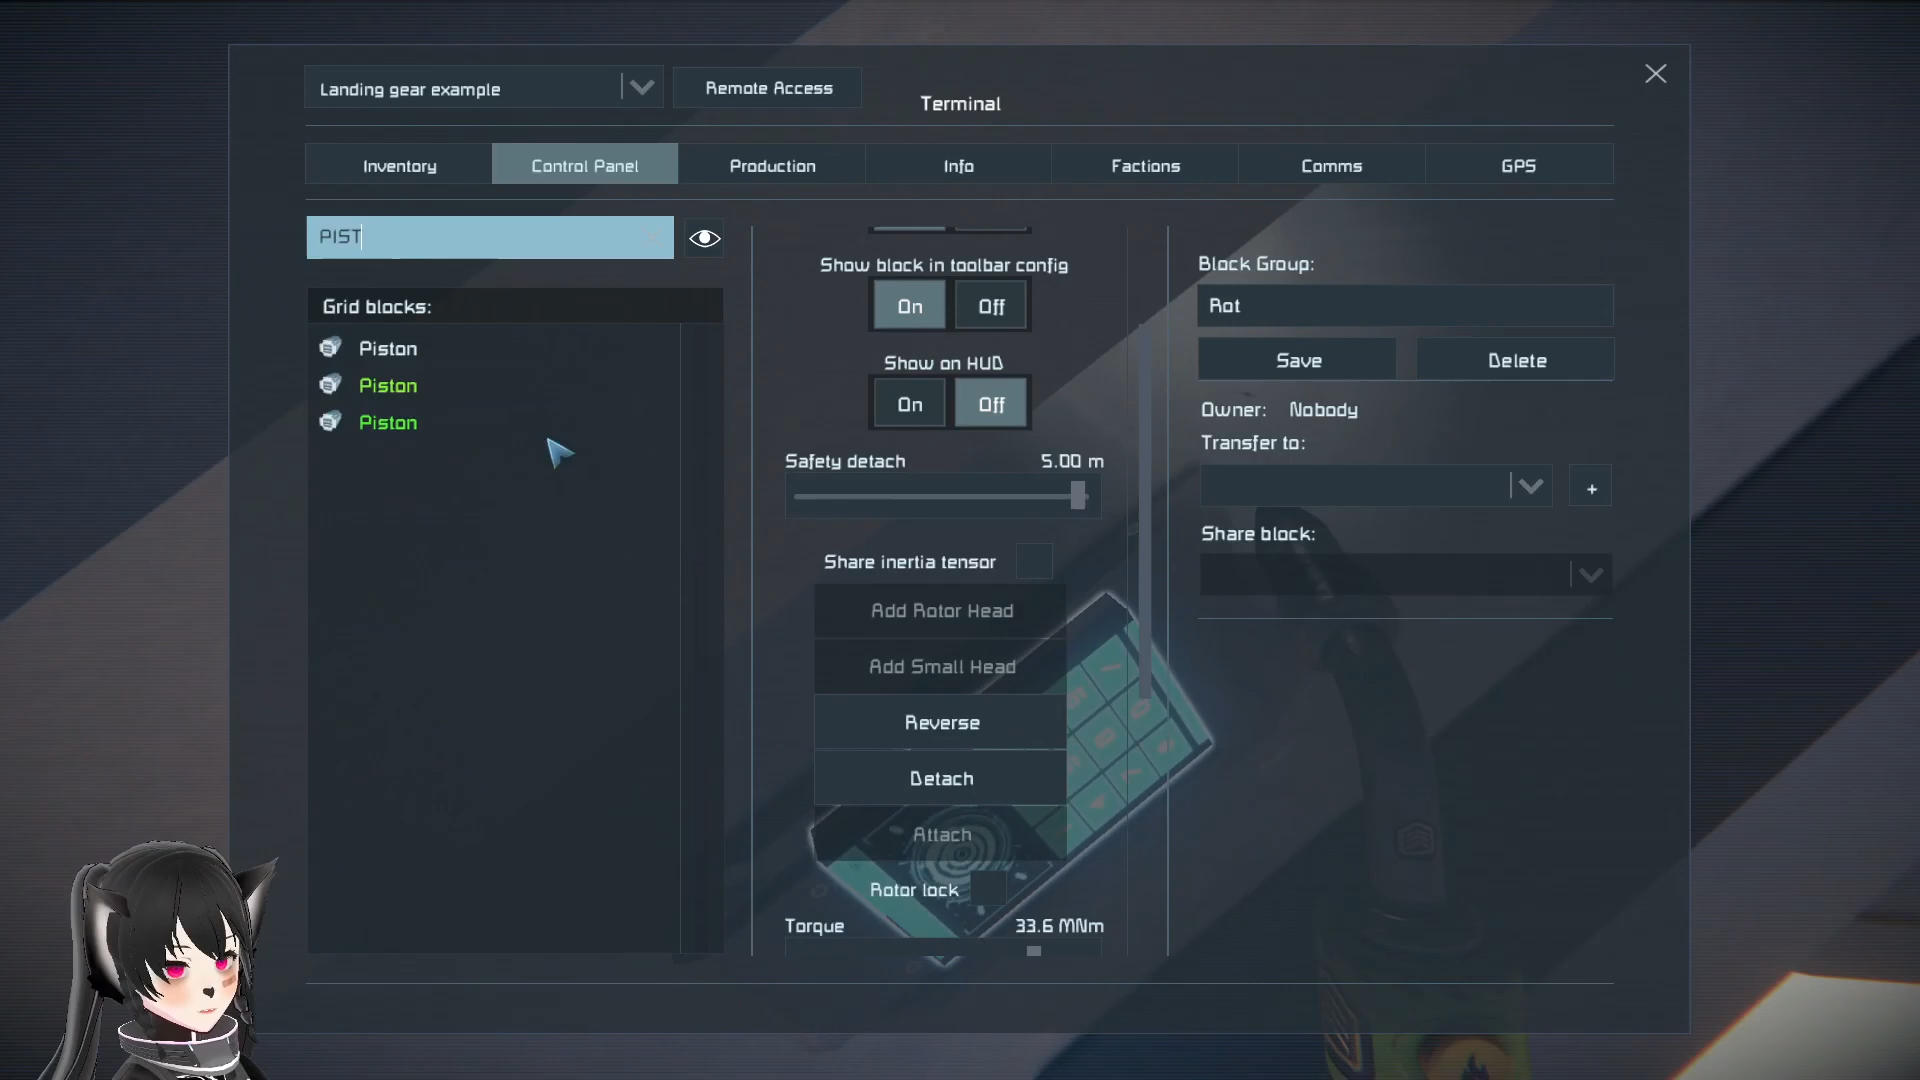 Landing gear example
Remote Access
Terminal
Inventory
Control Panel
Production
Info
Factions
Comms
GPS
PIST
Grid blocks:
Piston
Piston
Piston
Show block in toolbar config
On
Off
Show on HUD
On
Off
Safety detach
5.00 m
Share inertia tensor
Add Rotor Head
Add Small Head
Reverse
Detach
Attach
Rotor lock
Torque
33.6 MNm
Block Group:
Rot
Save
Delete
Owner: Nobody
Transfer to:
+
Share block: